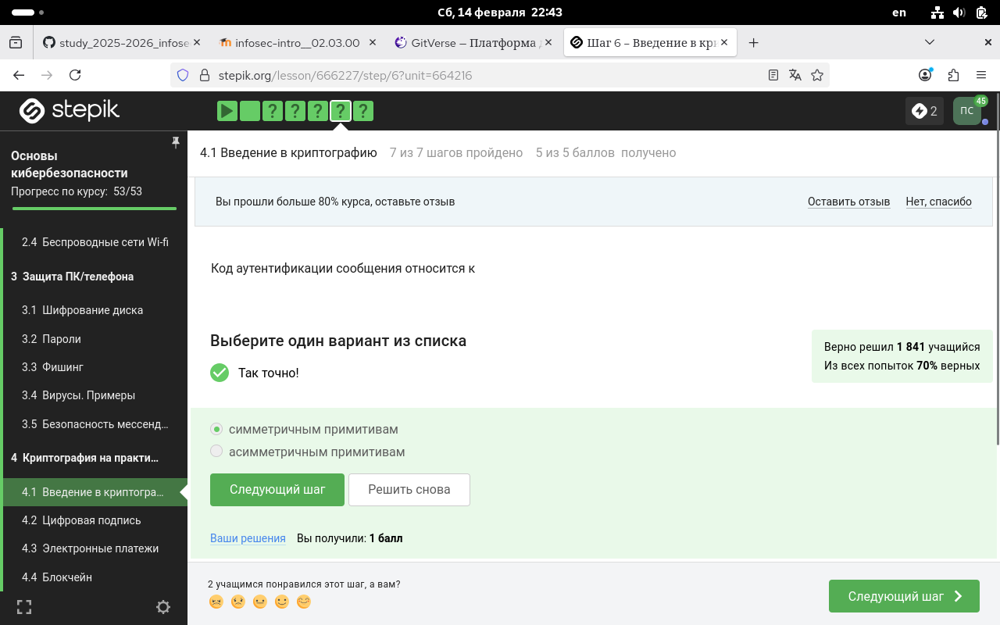 Сб, 14 февраля 22:43
en
study_2025-2026_infose
infosec-intro__02.03.00
GitVerse — Платформа д
Шаг 6 – Введение в кри
stepik.org/lesson/666227/step/6?unit=664216
stepik
? ? ? ? ?
2
ПС
45
Основы
кибербезопасности
Прогресс по курсу: 53/53
2.4 Беспроводные сети Wi-fi
3 Защита ПК/телефона
3.1 Шифрование диска
3.2 Пароли
3.3 Фишинг
3.4 Вирусы. Примеры
3.5 Безопасность мессенд…
4 Криптография на практи…
4.1 Введение в криптогра…
4.2 Цифровая подпись
4.3 Электронные платежи
4.4 Блокчейн
4.1 Введение в криптографию 7 из 7 шагов пройдено 5 из 5 баллов получено
Вы прошли больше 80% курса, оставьте отзыв
Оставить отзыв
Нет, спасибо
Код аутентификации сообщения относится к
Выберите один вариант из списка
Так точно!
Верно решил 1 841 учащийся
Из всех попыток 70% верных
симметричным примитивам
асимметричным примитивам
Следующий шаг
Решить снова
Ваши решения Вы получили: 1 балл
2 учащимся понравился этот шаг, а вам?
Следующий шаг